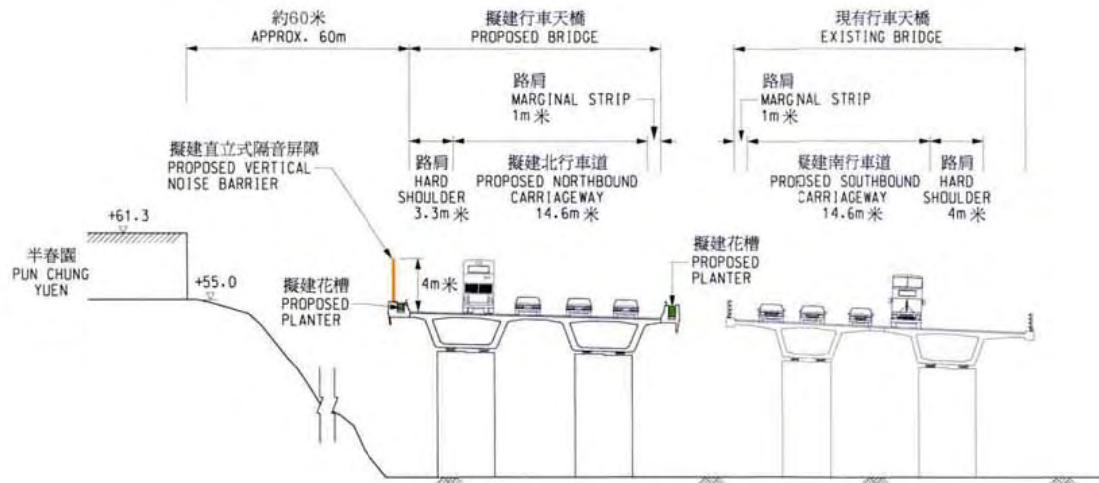 約60米
APPROX. 60m
擬建行車天橋
PROPOSED BRIDGE
現有行車天橋
EXISTING BRIDGE
路肩
MARGINAL STRIP
1m米
路肩
MARGNAL STRIP
1m米
擬建直立式隔音屏障
PROPOSED VERTICAL
NOISE BARRIER
路肩
HARD
SHOULDER
3.3m米
擬建北行車道
PROPOSED NORTHBOUND
CARRIAGEWAY
14.6m米
疑建南行車道
PROPOSED SOUTHBOUND
CARRIAGEWAY
14.6m米
路肩
HARD
SHOULDER
4m米
+61.3
半春園
PUN CHUNG
YUEN
+55.0
擬建花槽
PROPOSED
PLANTER
4m米
擬建花槽
PROPOSED
PLANTER